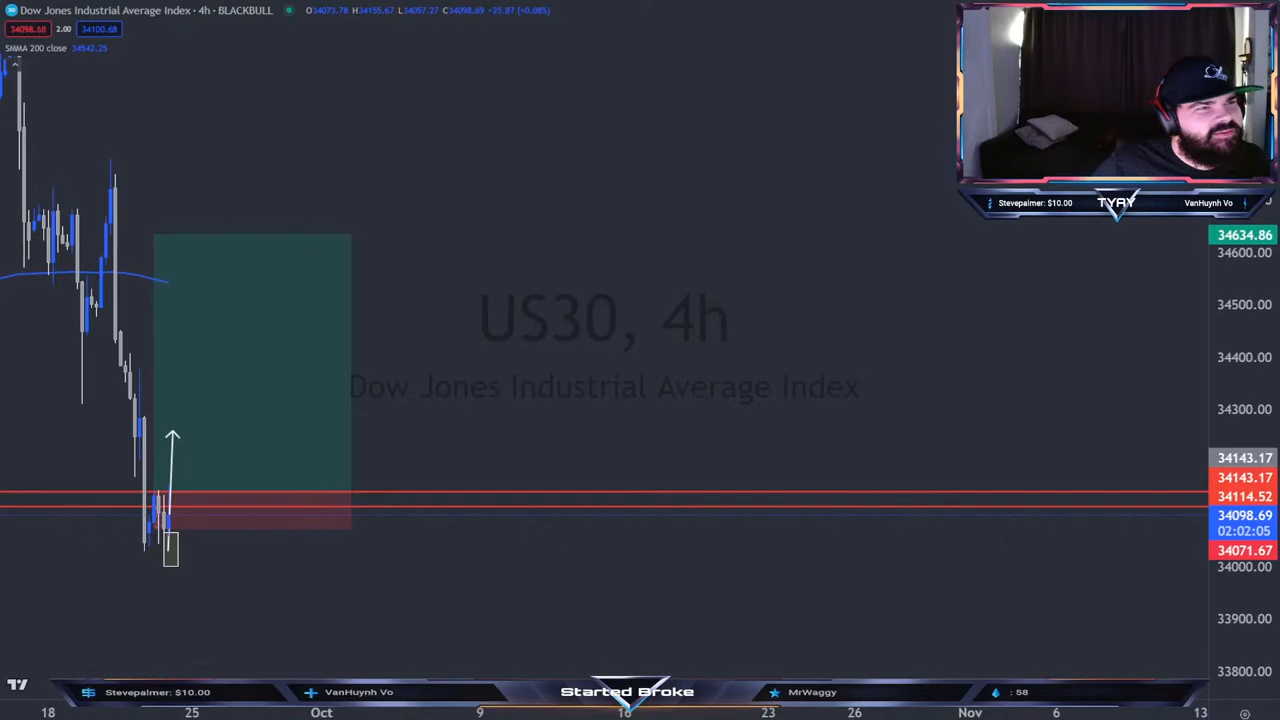 30 Dow Jones Industrial Average Index · 4h · BLACKBULL O34073.78 H34155.67 L34057.27 C34098.69 -25.87 (+0.08%)
34098.68 2.00 34100.68
SMMA 200 close 34542.25
Stevepalmer: $10.00 TYAY VanHuynh Vo
34634.86
34600.00
US30, 4h
Dow Jones Industrial Average Index
34500.00
34400.00
34300.00
34143.17
34143.17
34114.52
34098.69
02:02:05
34071.67
34000.00
33900.00
33800.00
Stevepalmer: $10.00 VanHuynh Vo Started Broke MrWaggy : 58
18 25 Oct 9 16 23 26 Nov 6 13